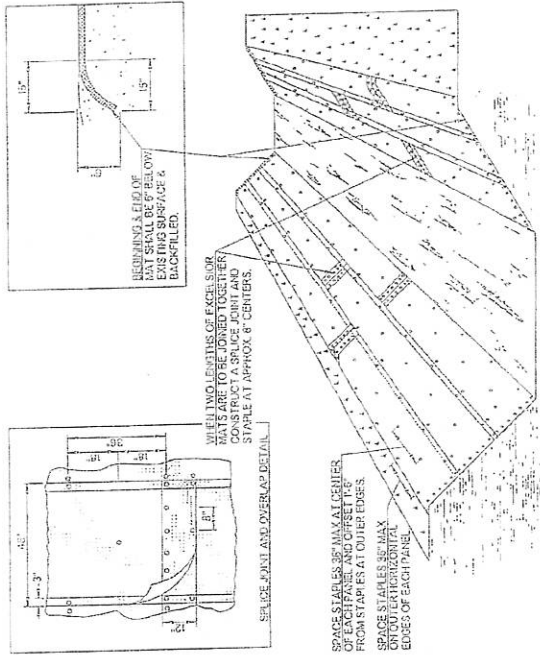 15"
15"
6"
BEGINNING & END OF
MAT SHALL BE 6" BELOW
EXISTING SURFACE &
BACKFILLED.
36"
18"
18"
48"
3"
8"
12"
SPLICE JOINT AND OVERLAP DETAIL
WHEN TWO LENGTHS OF EXCELSIOR
MATS ARE TO BE JOINED TOGETHER
CONSTRUCT A SPLICE JOINT AND
STAPLE AT APPROX. 6" CENTERS.
SPACE STAPLES 36" MAX AT CENTER
OF EACH PANEL AND OFFSET 1'-6"
FROM STAPLES AT OUTER EDGES.
SPACE STAPLES 36" MAX
ON OUTER HORIZONTAL
EDGES OF EACH PANEL